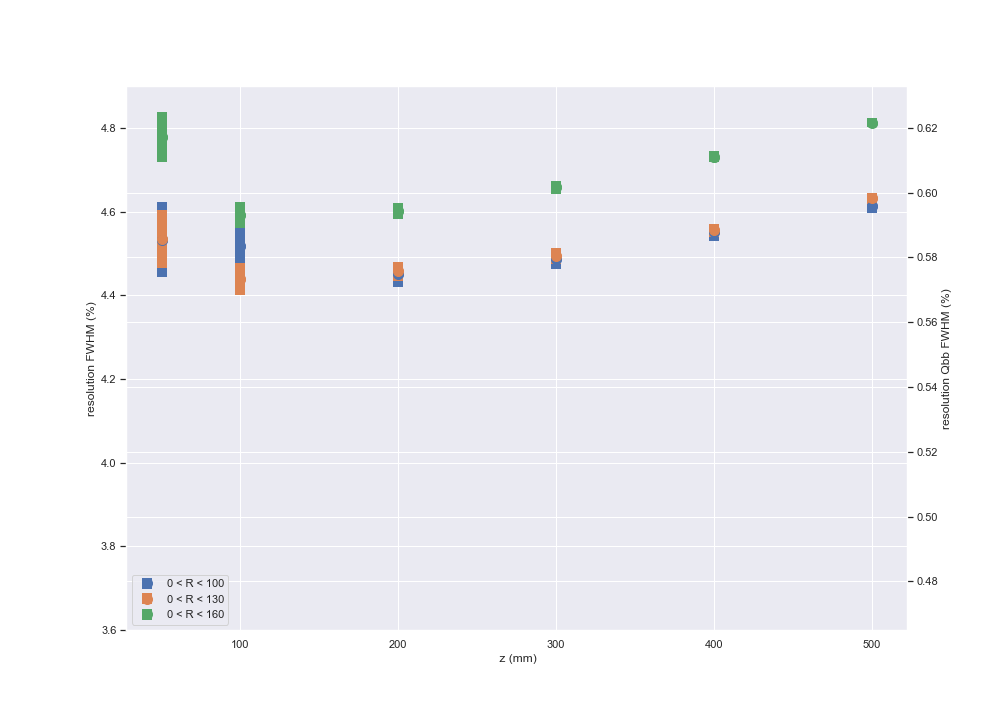 4.8
4.6
4.4
4.2
4.0
3.8
3.6
resolution FWHM (%)
0.62
0.60
0.58
0.56
0.54
0.52
0.50
0.48
resolution Qbb FWHM (%)
0 < R < 100
0 < R < 130
0 < R < 160
100 200 300 400 500
z (mm)